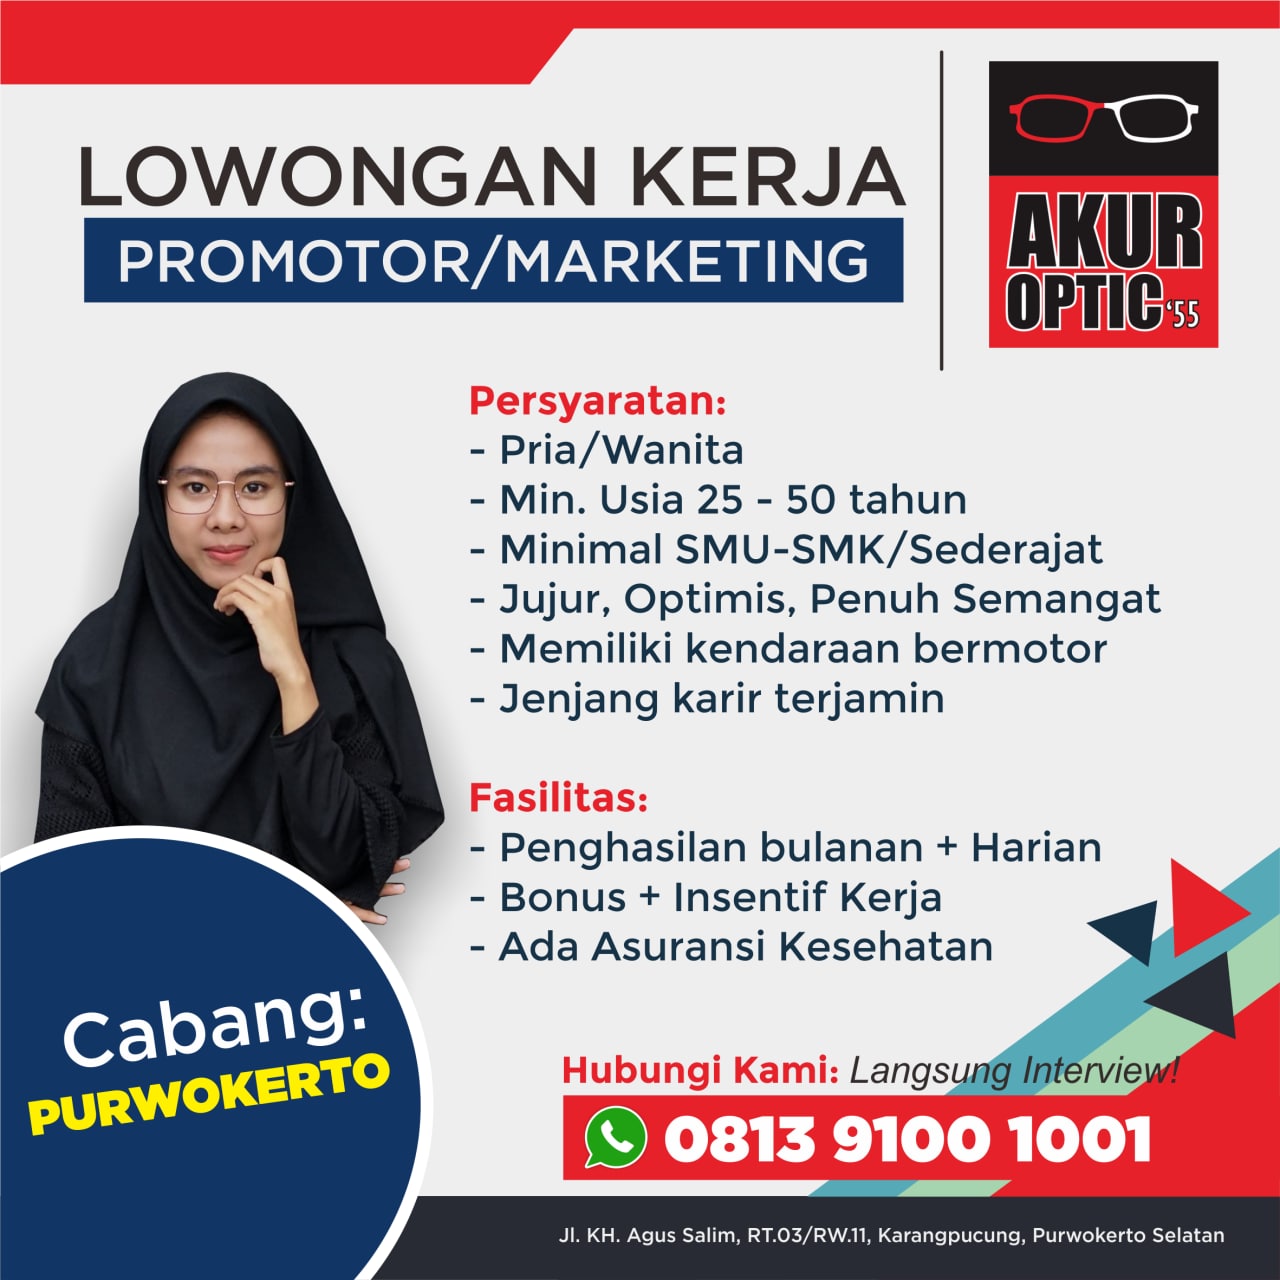 LOWONGAN KERJA
PROMOTOR/MARKETING
AKUR
OPTIC '55
Persyaratan:
- Pria/Wanita
- Min. Usia 25 - 50 tahun
- Minimal SMU-SMK/Sederajat
- Jujur, Optimis, Penuh Semangat
- Memiliki kendaraan bermotor
- Jenjang karir terjamin
Fasilitas:
- Penghasilan bulanan + Harian
- Bonus + Insentif Kerja
- Ada Asuransi Kesehatan
Cabang:
PURWOKERTO
Hubungi Kami: Langsung Interview!
0813 9100 1001
Jl. KH. Agus Salim, RT.03/RW.11, Karangpucung, Purwokerto Selatan